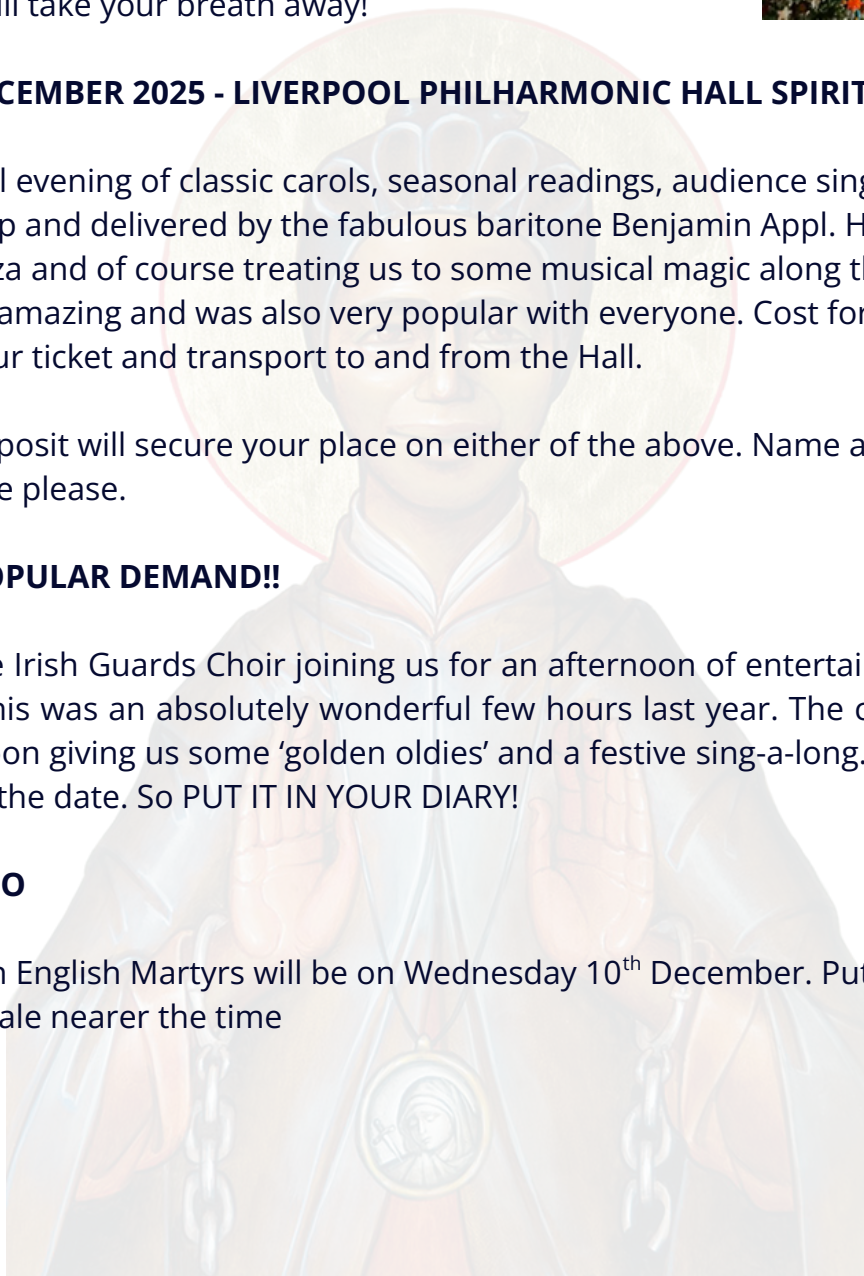 ill take your breath away!
CEMBER 2025 - LIVERPOOL PHILHARMONIC HALL SPIRIT
l evening of classic carols, seasonal readings, audience sing
p and delivered by the fabulous baritone Benjamin Appl. H
za and of course treating us to some musical magic along th
amazing and was also very popular with everyone. Cost for
ur ticket and transport to and from the Hall.
posit will secure your place on either of the above. Name a
e please.
OPULAR DEMAND!!
e Irish Guards Choir joining us for an afternoon of entertai
his was an absolutely wonderful few hours last year. The c
on giving us some ‘golden oldies’ and a festive sing-a-long.
the date. So PUT IT IN YOUR DIARY!
O
n English Martyrs will be on Wednesday 10th December. Put
ale nearer the time